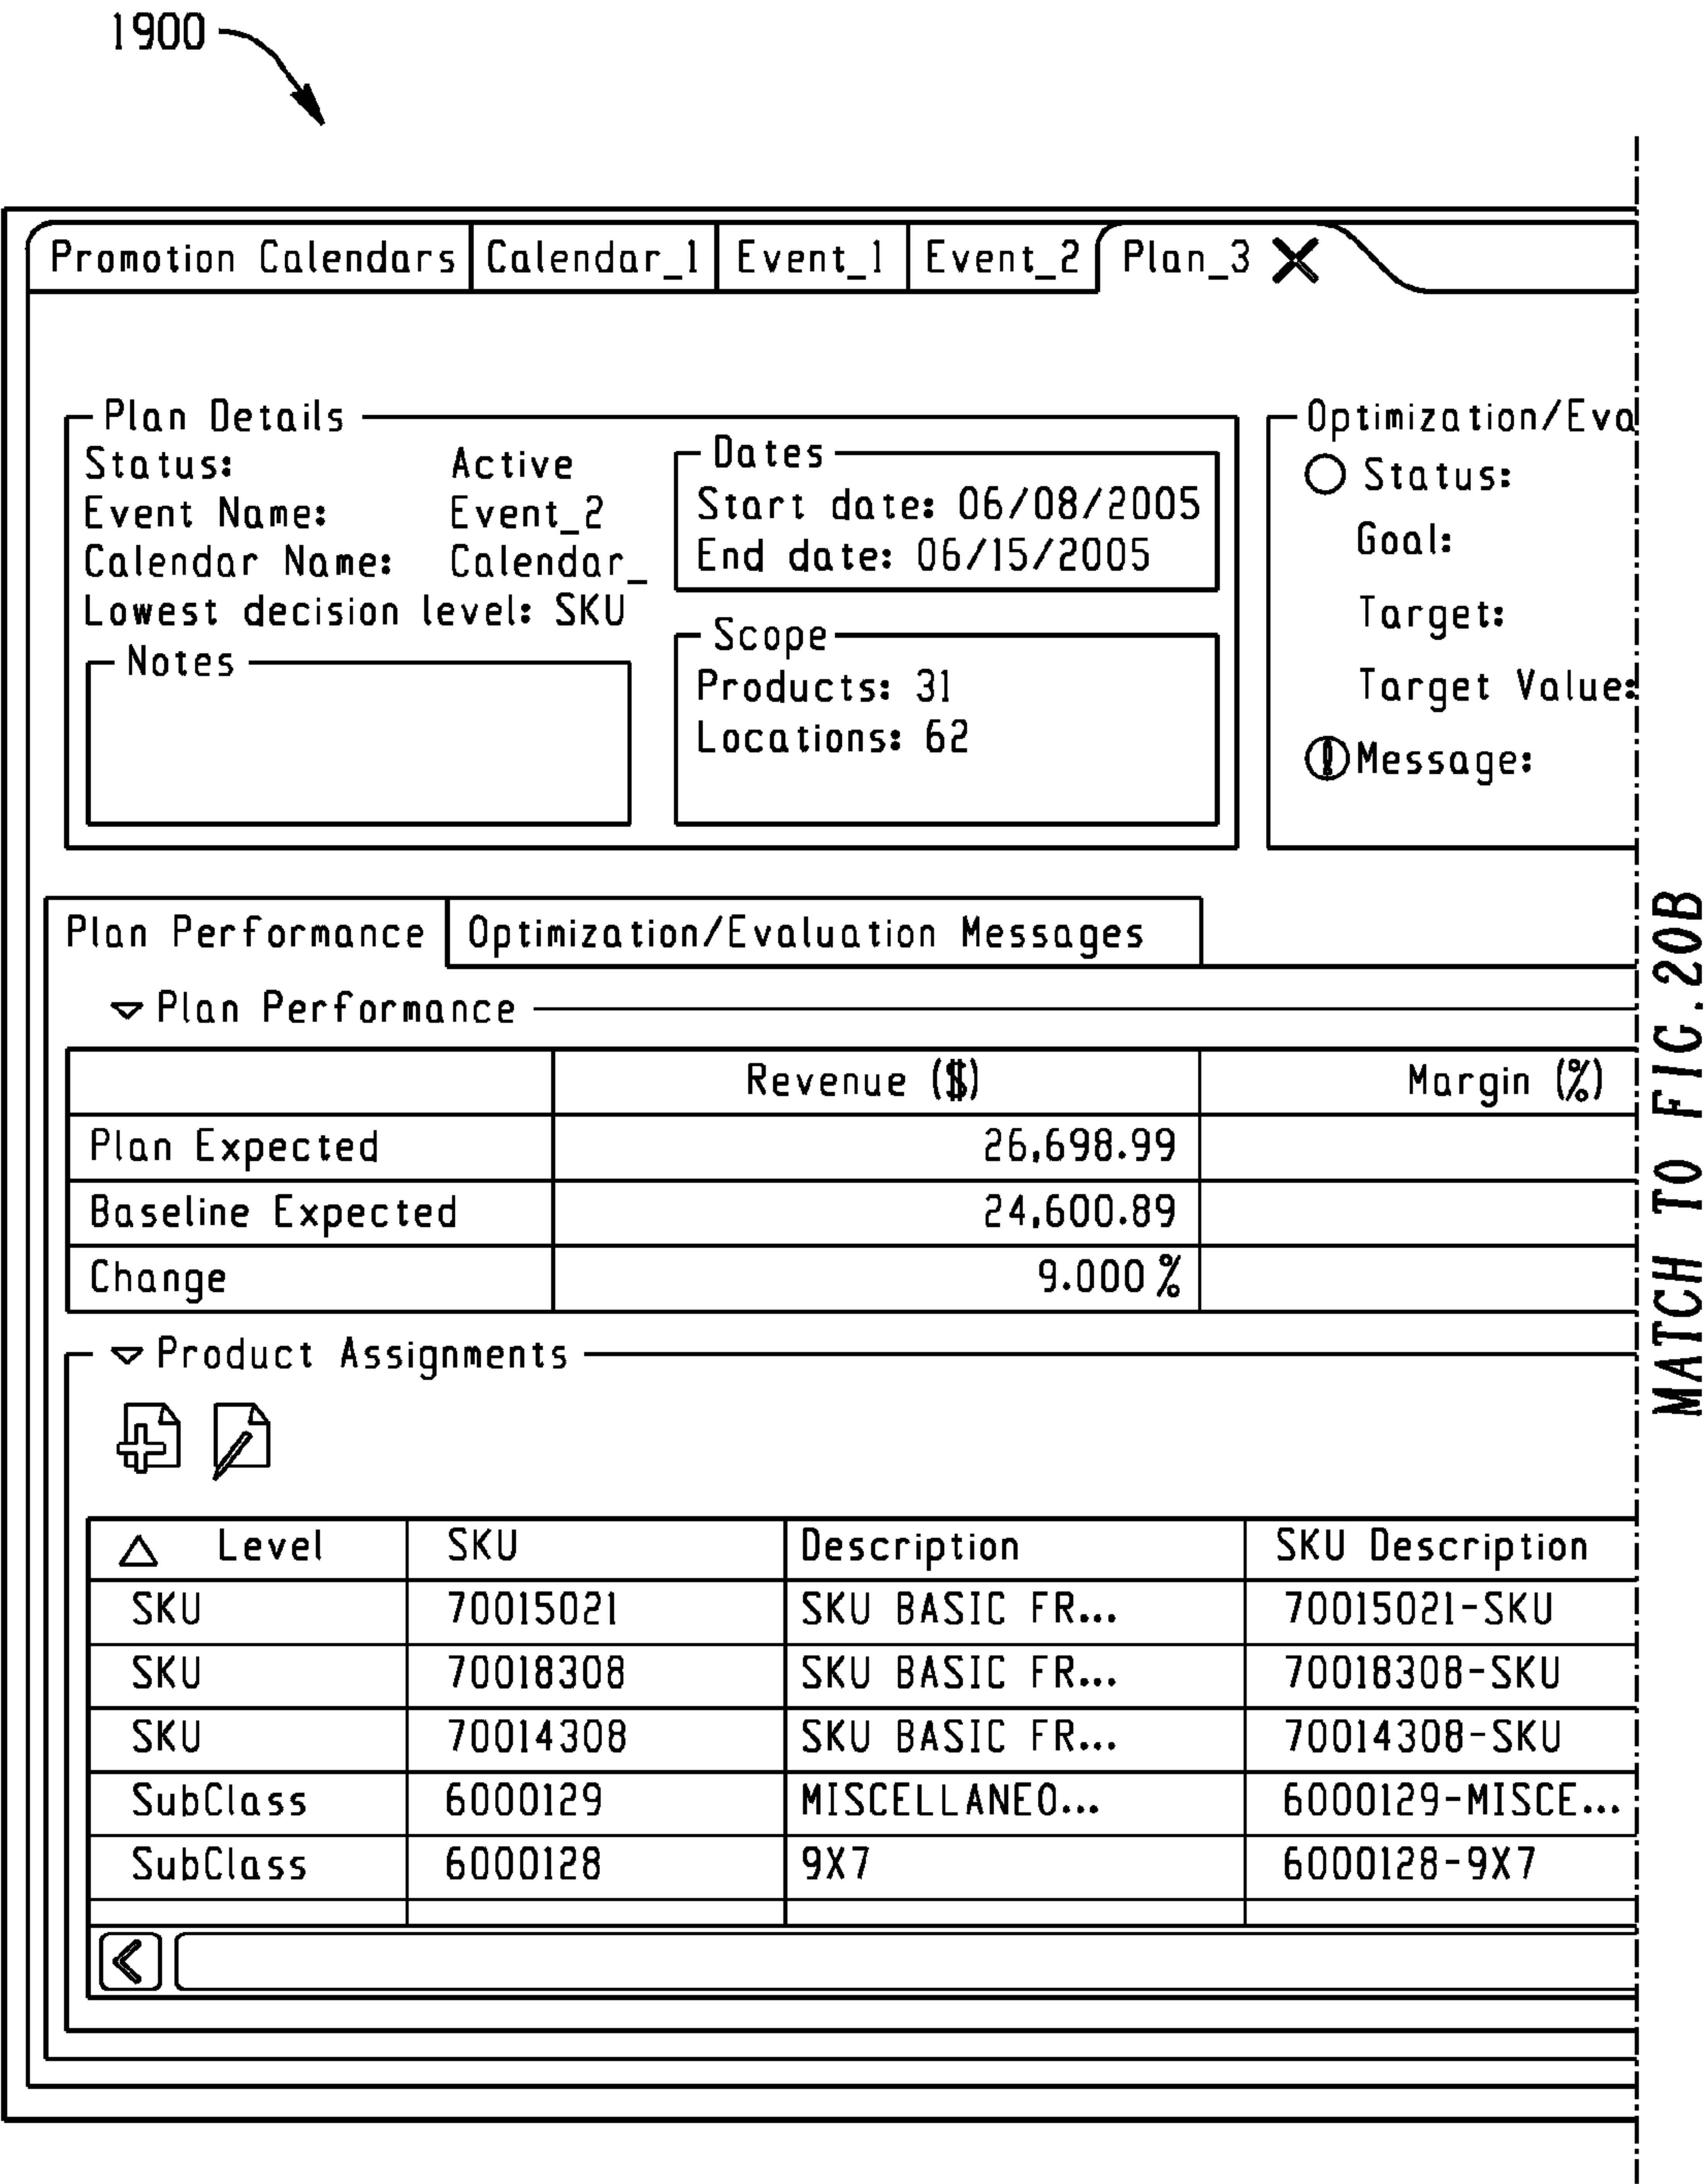 1900
Promotion Calendars Calendar_1 Event_1 Event_2 Plan_3
Plan Details
Status: Active
Event Name: Event_2
Calendar Name: Calendar_
Lowest decision level: SKU
Notes
Dates
Start date: 06/08/2005
End date: 06/15/2005
Scope
Products: 31
Locations: 62
Optimization/Eva
Status:
Goal:
Target:
Target Value:
Message:
Plan Performance Optimization/Evaluation Messages
Plan Performance
Revenue ($) Margin (%)
Plan Expected 26,698.99
Baseline Expected 24,600.89
Change 9.000%
Product Assignments
Level SKU Description SKU Description
SKU 70015021 SKU BASIC FR... 70015021-SKU
SKU 70018308 SKU BASIC FR... 70018308-SKU
SKU 70014308 SKU BASIC FR... 70014308-SKU
SubClass 6000129 MISCELLANEO... 6000129-MISCE...
SubClass 6000128 9X7 6000128-9X7
MATCH TO FIG.20B